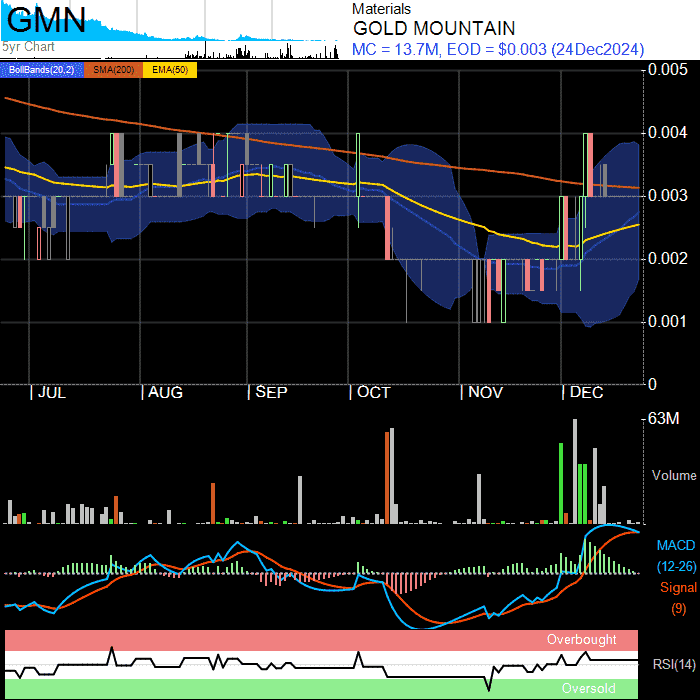 GMN
5yr Chart
Materials
GOLD MOUNTAIN
MC = 13.7M, EOD = $0.003 (24Dec2024)
BollBands(20,2) SMA(200) EMA(50)
0.005
0.004
0.003
0.002
0.001
0
JUL AUG SEP OCT NOV DEC
63M
Volume
MACD
(12-26)
Signal
(9)
Overbought
RSI(14)
Oversold